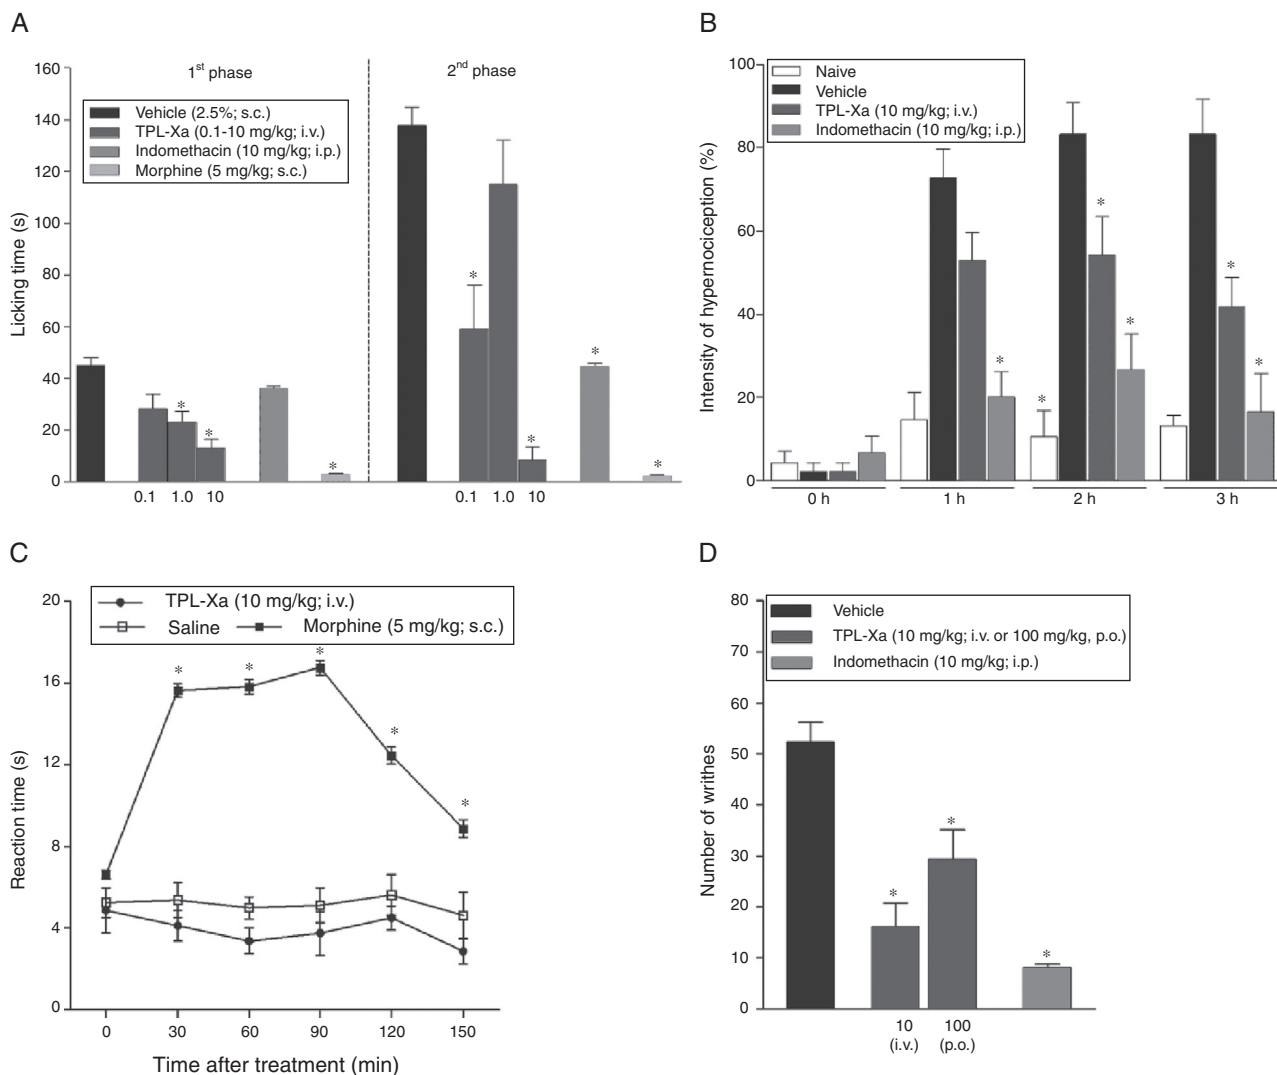 A
1st phase
2nd phase
Vehicle (2.5%; s.c.)
TPL-Xa (0.1-10 mg/kg; i.v.)
Indomethacin (10 mg/kg; i.p.)
Morphine (5 mg/kg; s.c.)
Licking time (s)
160
140
120
100
80
60
40
20
0
* * * * * * * *
0.1 1.0 10
0.1 1.0 10
B
Naive
Vehicle
TPL-Xa (10 mg/kg; i.v.)
Indomethacin (10 mg/kg; i.p.)
Intensity of hypernociception (%)
100
80
60
40
20
0
* * * * * *
0 h 1 h 2 h 3 h
C
TPL-Xa (10 mg/kg; i.v.)
Saline Morphine (5 mg/kg; s.c.)
Reaction time (s)
20
16
12
8
4
0
* * * * *
0 30 60 90 120 150
Time after treatment (min)
D
Vehicle
TPL-Xa (10 mg/kg; i.v. or 100 mg/kg, p.o.)
Indomethacin (10 mg/kg; i.p.)
Number of writhes
80
70
60
50
40
30
20
10
0
* * *
10 100
(i.v.) (p.o.)